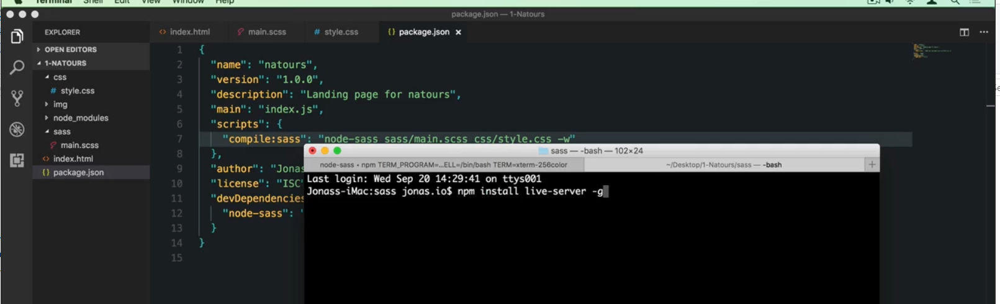 Terminal Shell Edit View Window Help
package.json — 1-Natours
EXPLORER
OPEN EDITORS
1-NATOURS
css
# style.css
img
node_modules
sass
main.scss
<> index.html
{} package.json
<> index.html main.scss # style.css {} package.json ×
1 {
2 "name": "natours",
3 "version": "1.0.0",
4 "description": "Landing page for natours",
5 "main": "index.js",
6 "scripts": {
7 "compile:sass": "node-sass sass/main.scss css/style.css -w"
8 },
9 "author": "Jonas
10 "license": "ISC"
11 "devDependencies
12 "node-sass": "
13 }
14 }
15
sass — -bash — 102×24
node-sass • npm TERM_PROGRAM=...ELL=/bin/bash TERM=xterm-256color
~/Desktop/1-Natours/sass — -bash
+
Last login: Wed Sep 20 14:29:41 on ttys001
Jonass-iMac:sass jonas.io$ npm install live-server -g